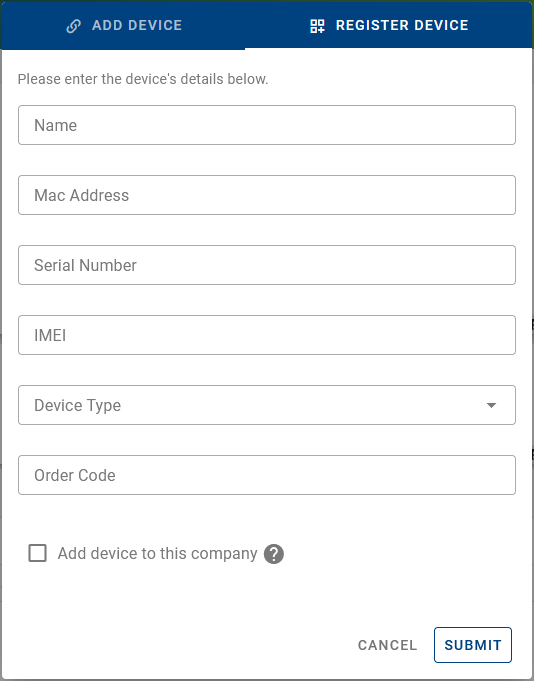 ADD DEVICE
REGISTER DEVICE
Please enter the device's details below.
Name
Mac Address
Serial Number
IMEI
Device Type
Order Code
Add device to this company ?
CANCEL
SUBMIT